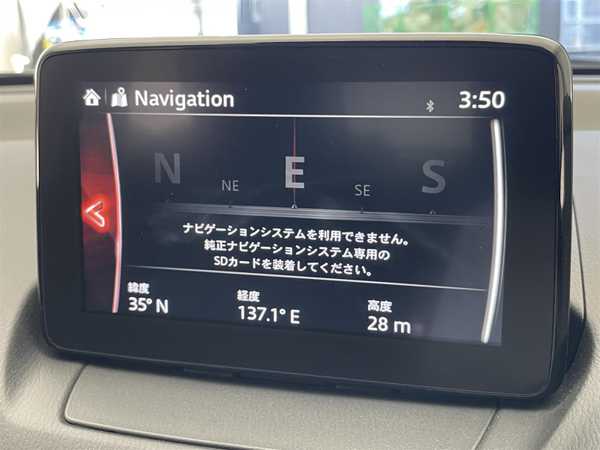 Navigation 3:50
N NE E SE S
ナビゲーションシステムを利用できません。
純正ナビゲーションシステム専用の
SDカードを装着してください。
緯度 経度 高度
35° N 137.1° E 28 m